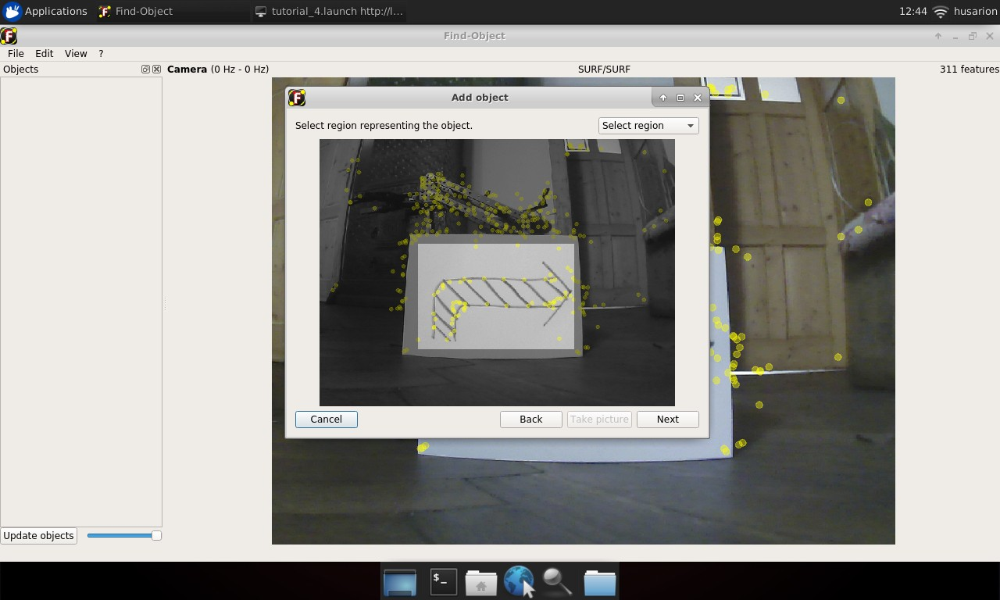 Applications Find-Object tutorial_4.launch http://l... 12:44 husarion
Find-Object
File Edit View ?
Objects Camera (0 Hz - 0 Hz) SURF/SURF 311 features
Add object
Select region representing the object. Select region
Cancel Back Take picture Next
Update objects
$_